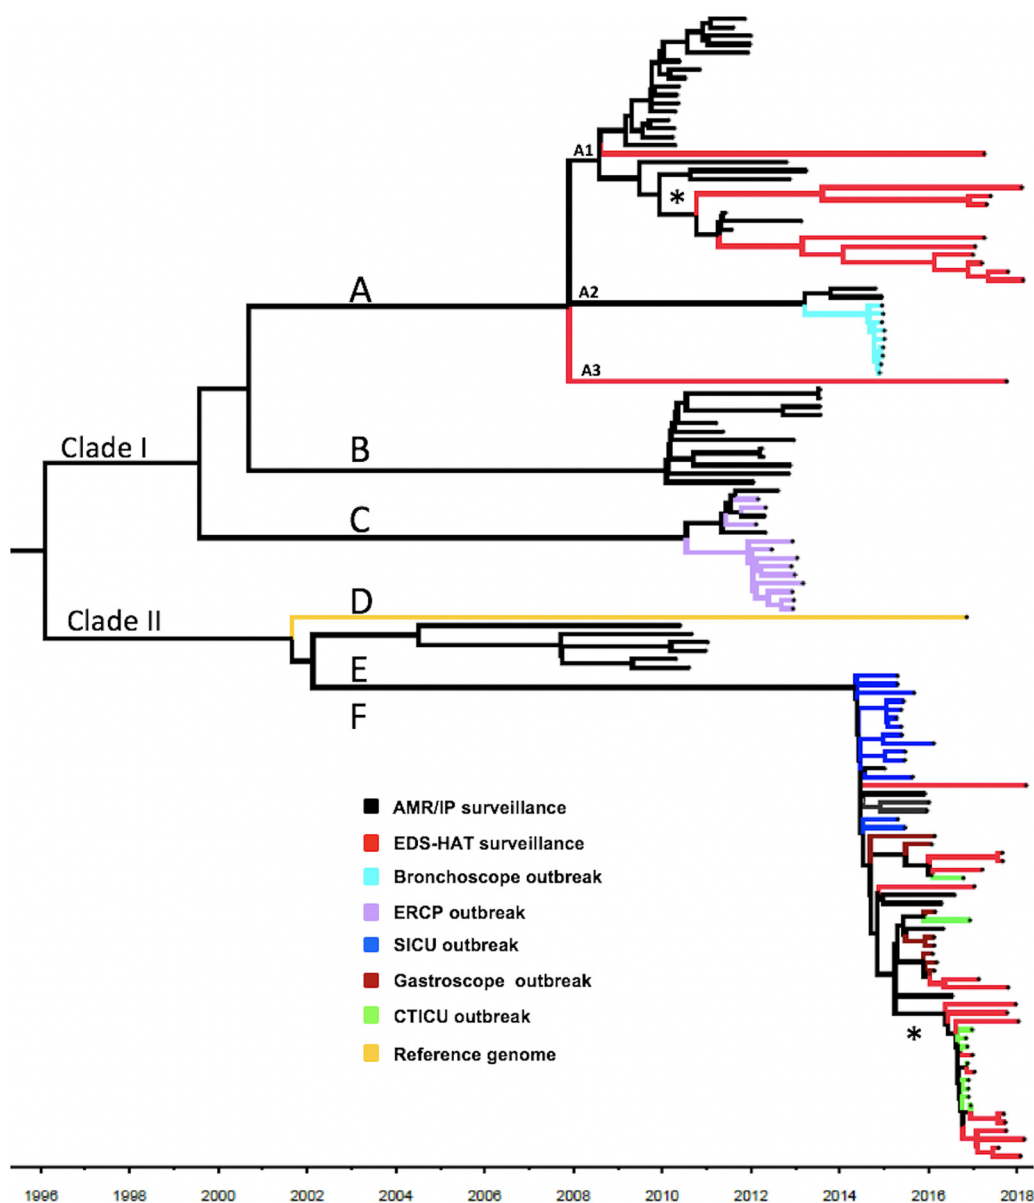 A1
*
A
A2
A3
Clade I
B
C
D
Clade II
E
F
AMR/IP surveillance
EDS-HAT surveillance
Bronchoscope outbreak
ERCP outbreak
SICU outbreak
Gastroscope outbreak
CTICU outbreak
*
Reference genome
1996 1998 2000 2002 2004 2006 2008 2010 2012 2014 2016 2018